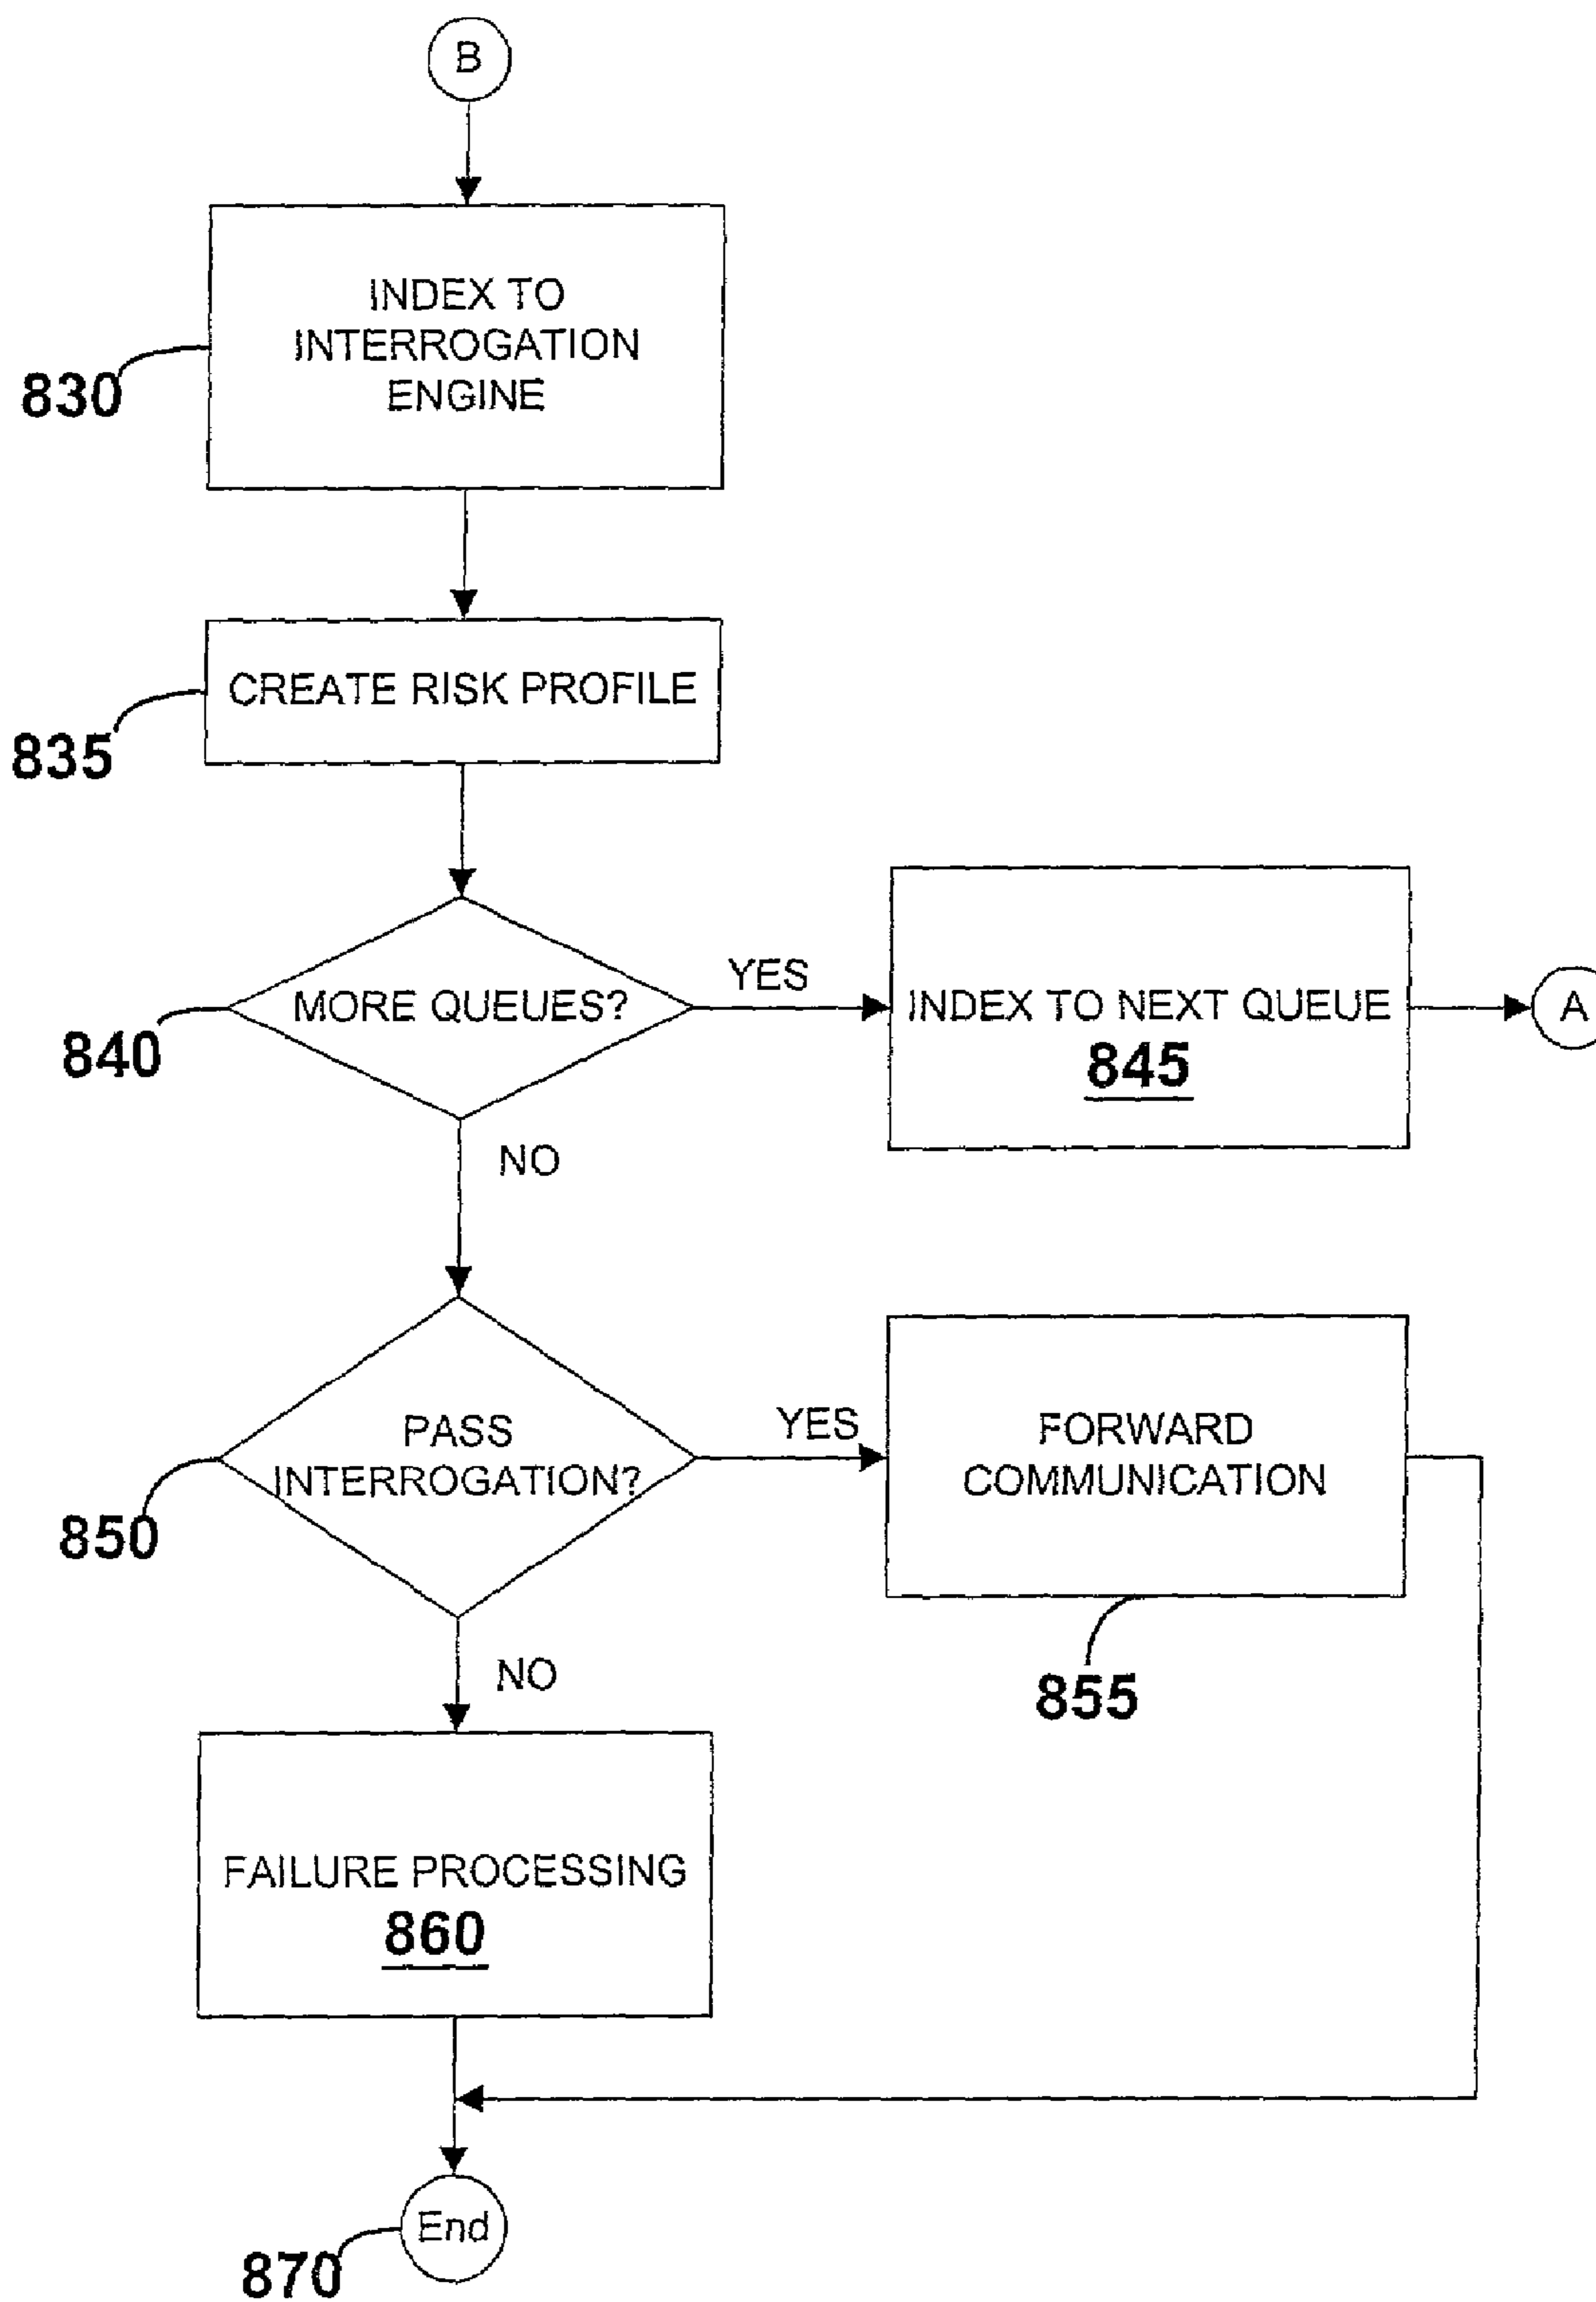 B
INDEX TO
INTERROGATION
ENGINE
830
CREATE RISK PROFILE
835
MORE QUEUES?
840
YES
INDEX TO NEXT QUEUE
845
A
NO
PASS
INTERROGATION?
850
YES
FORWARD
COMMUNICATION
855
NO
FAILURE PROCESSING
860
End
870